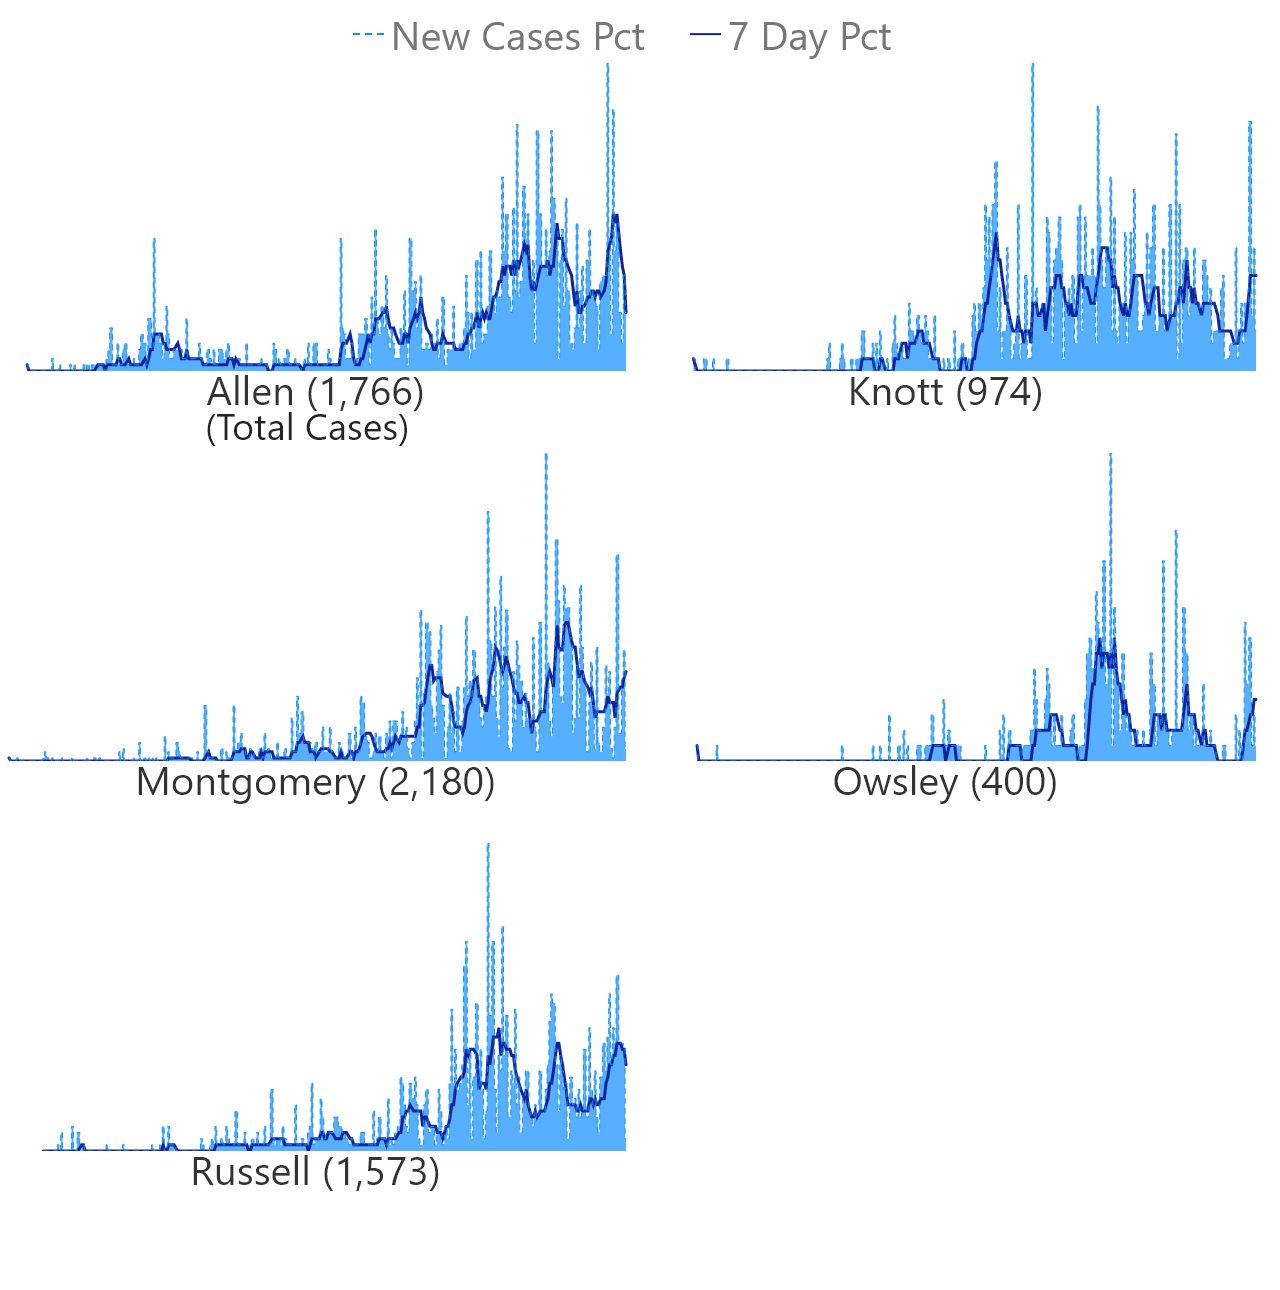 New Cases Pct 7 Day Pct
Allen (1,766)
(Total Cases)
Knott (974)
Montgomery (2,180)
Owsley (400)
Russell (1,573)